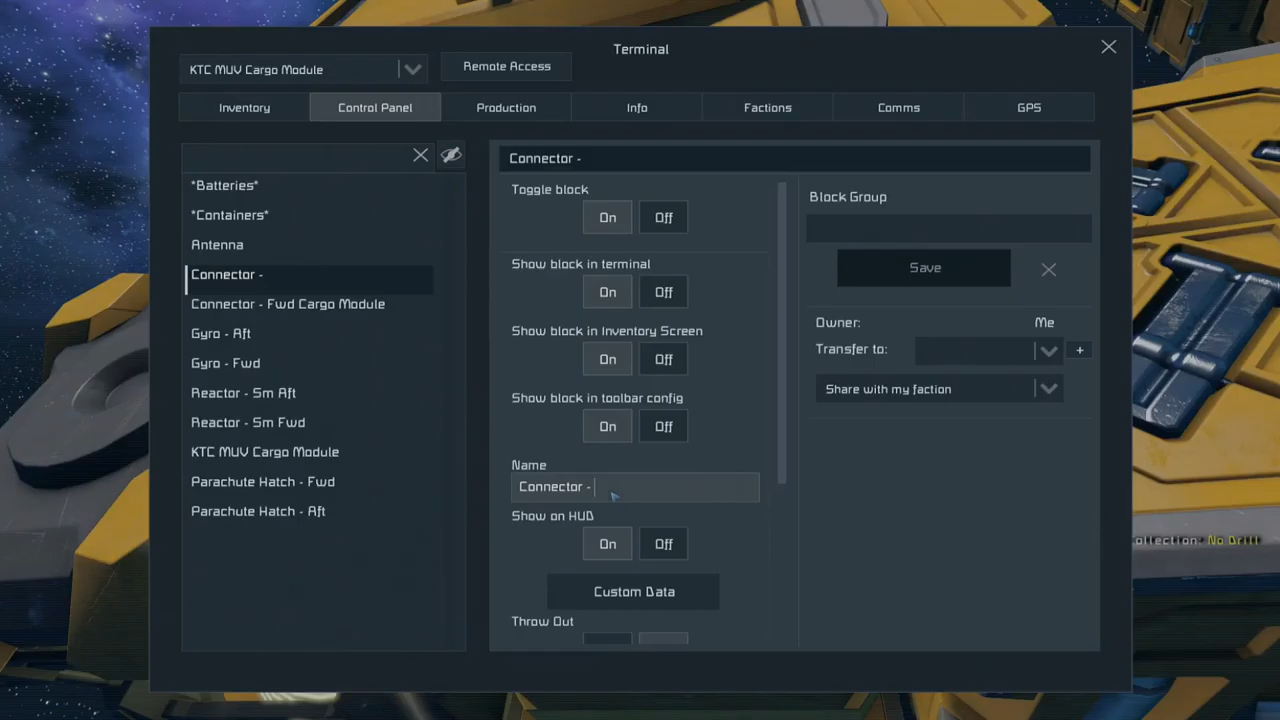 Terminal
KTC MUV Cargo Module
Remote Access
Inventory
Control Panel
Production
Info
Factions
Comms
GPS
*Batteries*
*Containers*
Antenna
Connector -
Connector - Fwd Cargo Module
Gyro - Aft
Gyro - Fwd
Reactor - Sm Aft
Reactor - Sm Fwd
KTC MUV Cargo Module
Parachute Hatch - Fwd
Parachute Hatch - Aft
Connector -
Toggle block
On Off
Show block in terminal
On Off
Show block in Inventory Screen
On Off
Show block in toolbar config
On Off
Name
Connector -
Show on HUD
On Off
Custom Data
Throw Out
Block Group
Save
Owner: Me
Transfer to:
+
Share with my faction
ollection: No Drill